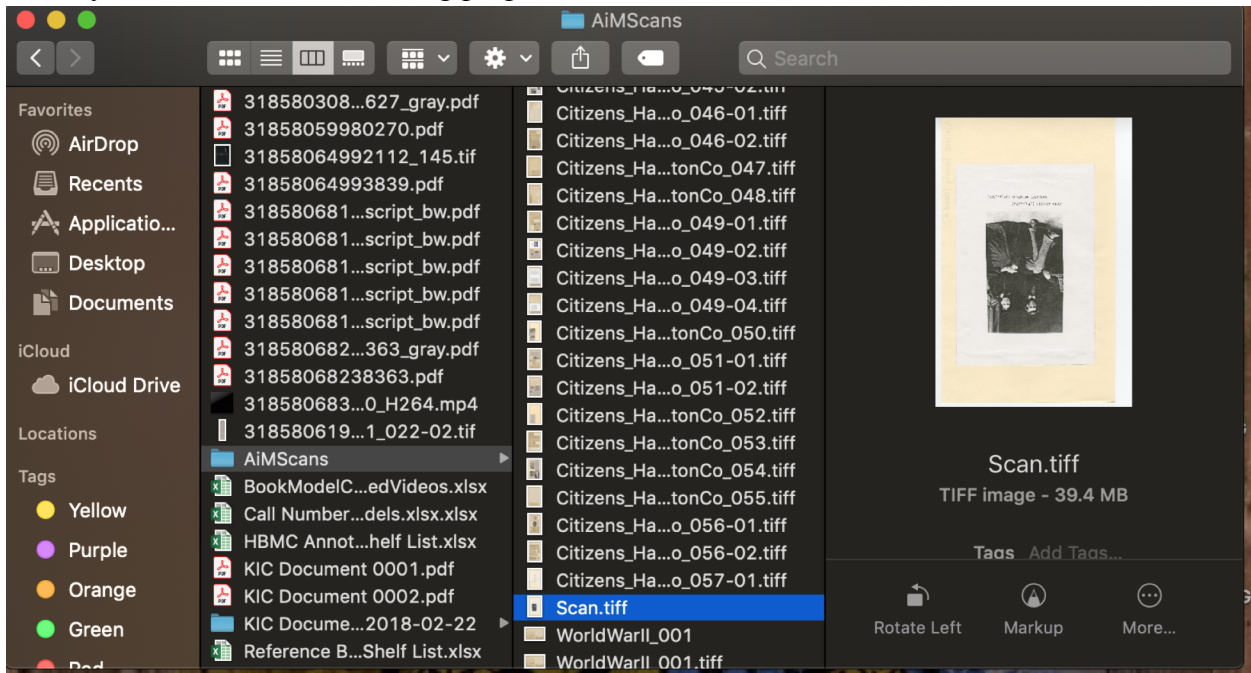 AiMScans
Search
Favorites
AirDrop
Recents
Applicatio...
Desktop
Documents
iCloud
iCloud Drive
Locations
Tags
Yellow
Purple
Orange
Green
Red
318580308...627_gray.pdf
31858059980270.pdf
31858064992112_145.tif
31858064993839.pdf
318580681...script_bw.pdf
318580681...script_bw.pdf
318580681...script_bw.pdf
318580681...script_bw.pdf
318580681...script_bw.pdf
318580682...363_gray.pdf
31858068238363.pdf
318580683...0_H264.mp4
318580619...1_022-02.tif
AiMScans
BookModelC...edVideos.xlsx
Call Number...dels.xlsx.xlsx
HBMC Annot...helf List.xlsx
KIC Document 0001.pdf
KIC Document 0002.pdf
KIC Docume...2018-02-22
Reference B...Shelf List.xlsx
Citizens_Ha...o_045-02.tiff
Citizens_Ha...o_046-01.tiff
Citizens_Ha...o_046-02.tiff
Citizens_Ha...tonCo_047.tiff
Citizens_Ha...tonCo_048.tiff
Citizens_Ha...o_049-01.tiff
Citizens_Ha...o_049-02.tiff
Citizens_Ha...o_049-03.tiff
Citizens_Ha...o_049-04.tiff
Citizens_Ha...tonCo_050.tiff
Citizens_Ha...o_051-01.tiff
Citizens_Ha...o_051-02.tiff
Citizens_Ha...tonCo_052.tiff
Citizens_Ha...tonCo_053.tiff
Citizens_Ha...tonCo_054.tiff
Citizens_Ha...tonCo_055.tiff
Citizens_Ha...o_056-01.tiff
Citizens_Ha...o_056-02.tiff
Citizens_Ha...o_057-01.tiff
Scan.tiff
WorldWarII_001
WorldWarII_001.tiff
Scan.tiff
TIFF image - 39.4 MB
Tags Add Tags...
Rotate Left
Markup
More...